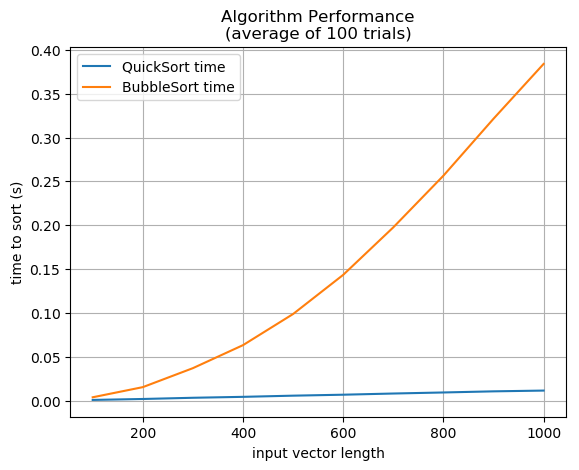 Algorithm Performance
(average of 100 trials)
QuickSort time
BubbleSort time
time to sort (s)
0.40
0.35
0.30
0.25
0.20
0.15
0.10
0.05
0.00
200 400 600 800 1000
input vector length